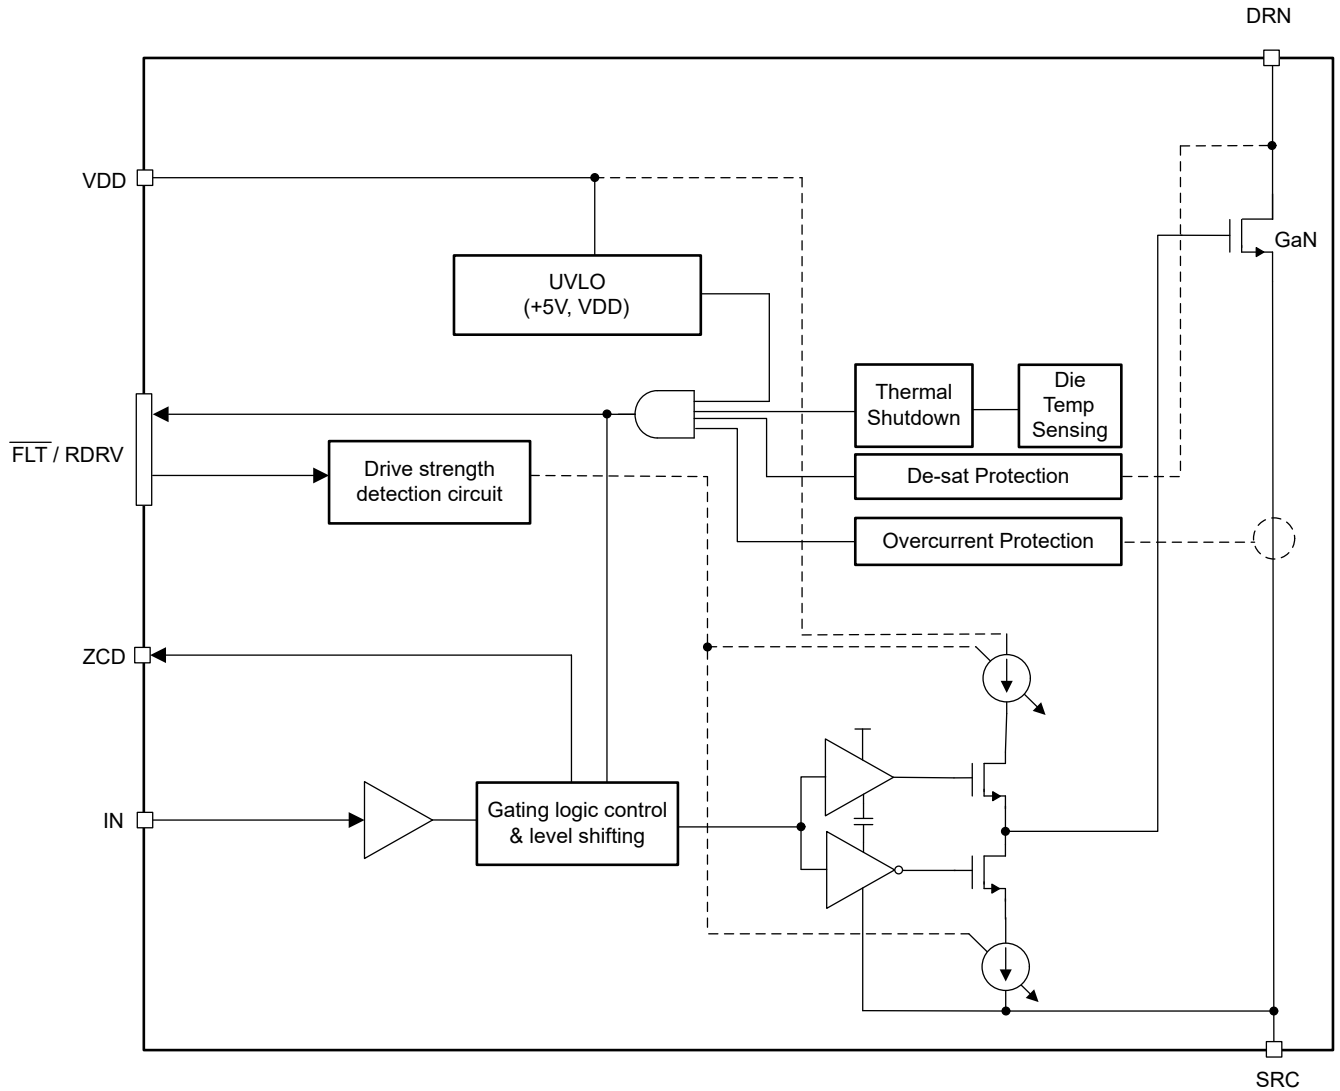 DRN
VDD
GaN
UVLO
(+5V, VDD)
Thermal
Shutdown
Die
Temp
Sensing
F̅L̅T̅ / RDRV
Drive strength
detection circuit
De-sat Protection
Overcurrent Protection
ZCD
IN
Gating logic control
& level shifting
SRC